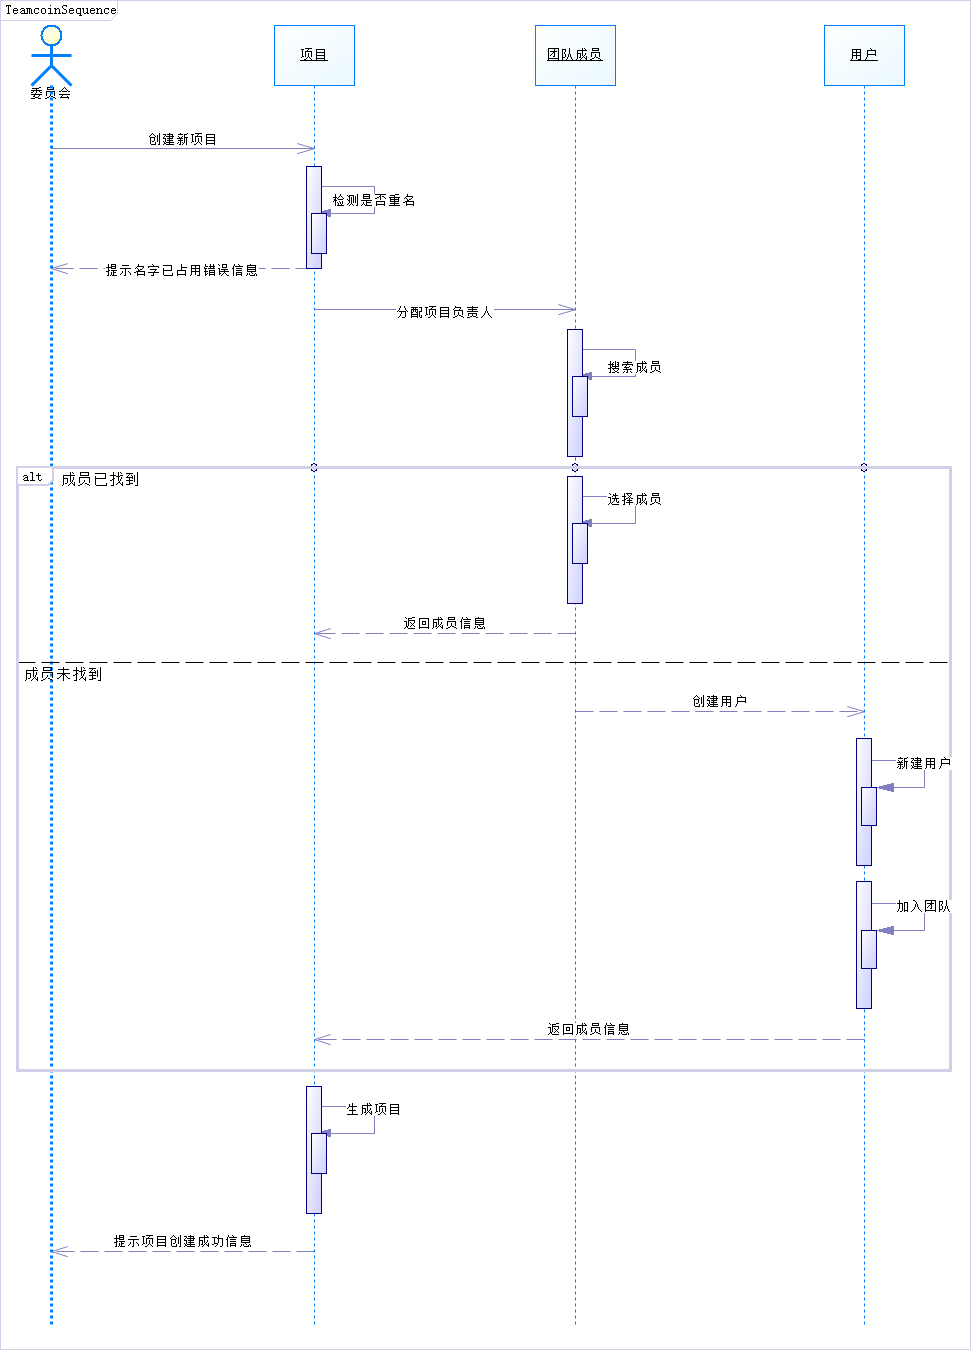 TeamcoinSequence
项目
团队成员
用户
委员会
创建新项目
检测是否重名
提示名字已占用错误信息
分配项目负责人
搜索成员
alt
成员已找到
选择成员
返回成员信息
成员未找到
创建用户
新建用户
加入团队
返回成员信息
生成项目
提示项目创建成功信息